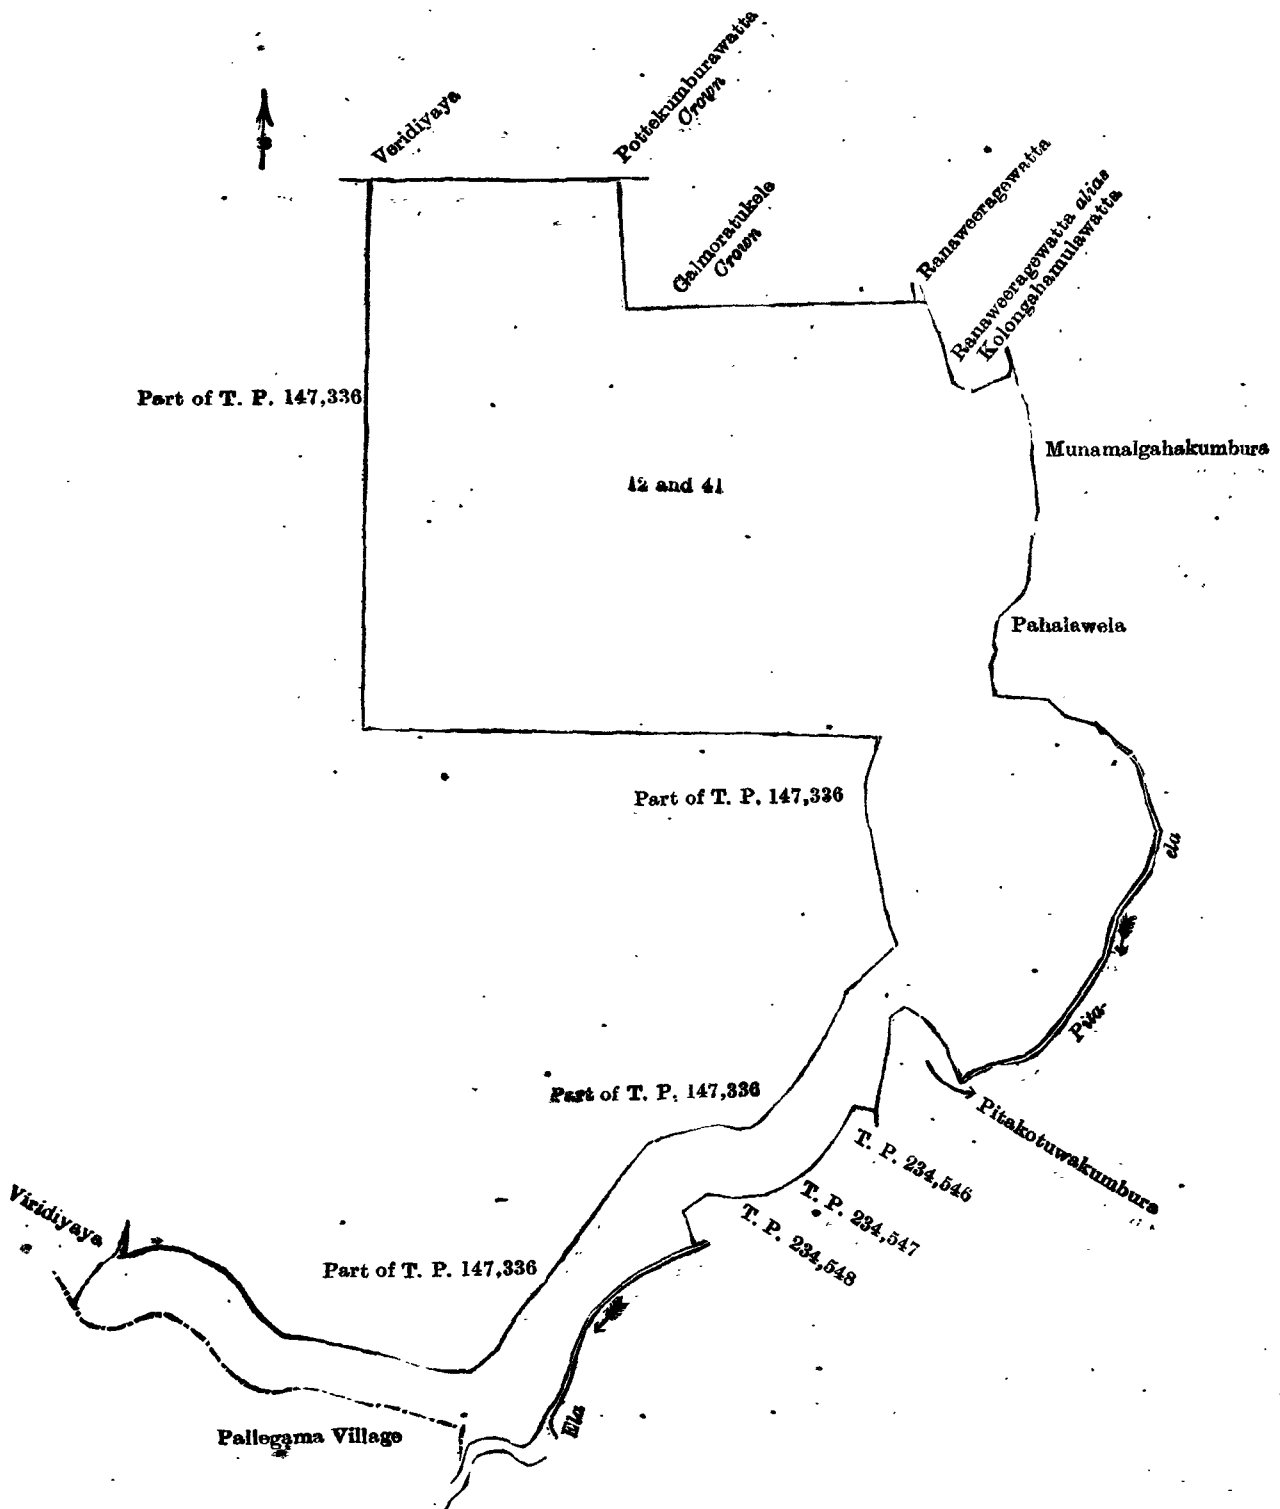 Veridiyaya
Pottekumburawatta
Crown
Galmoratukele
Crown
Ranaweeragewatta
Ranaweeragewatta alias
Kolongahamulawatta
Part of T. P. 147,336
Munamalgahakumbura
12 and 41
Pahalawela
Part of T. P. 147,336
ela
Pita-
Part of T. P. 147,336
Pitakotuwakumbura
T. P. 234,546
T. P. 234,547
T. P. 234,548
Viridiyaya
Part of T. P. 147,336
Ela
Pallegama Village